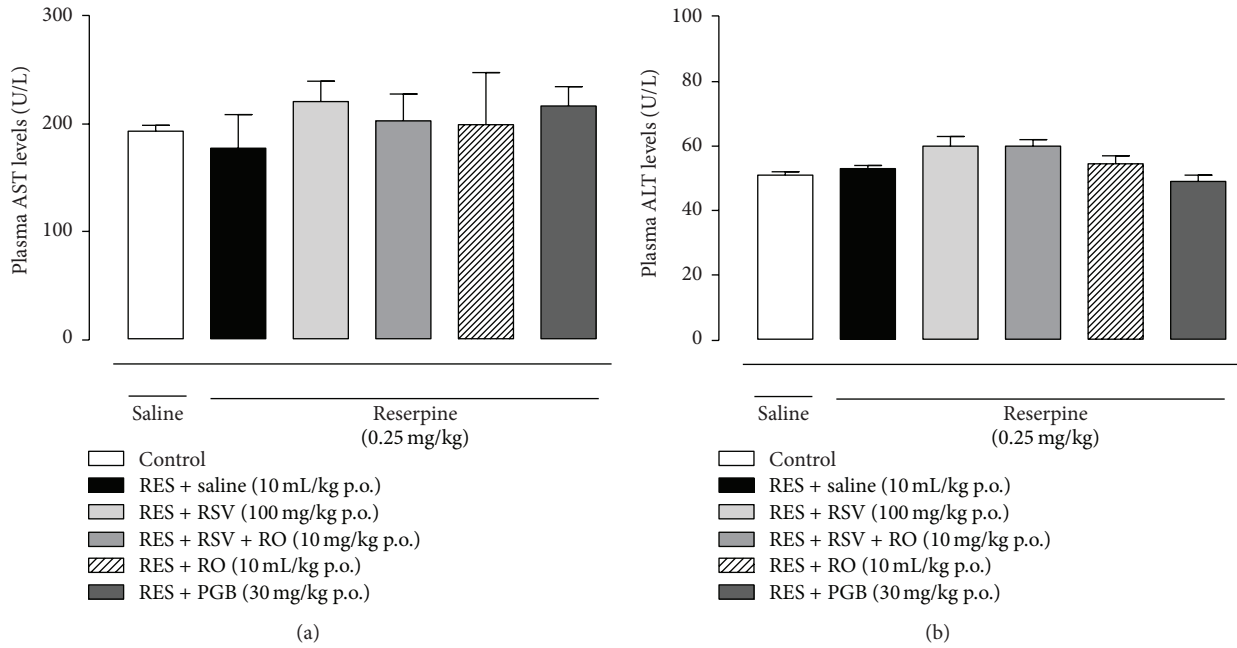 Plasma AST levels (U/L)
300
200
100
0
Saline
Reserpine
(0.25 mg/kg)
Control
RES + saline (10 mL/kg p.o.)
RES + RSV (100 mg/kg p.o.)
RES + RSV + RO (10 mg/kg p.o.)
RES + RO (10 mL/kg p.o.)
RES + PGB (30 mg/kg p.o.)
(a)
Plasma ALT levels (U/L)
100
80
60
40
20
0
Saline
Reserpine
(0.25 mg/kg)
Control
RES + saline (10 mL/kg p.o.)
RES + RSV (100 mg/kg p.o.)
RES + RSV + RO (10 mg/kg p.o.)
RES + RO (10 mL/kg p.o.)
RES + PGB (30 mg/kg p.o.)
(b)